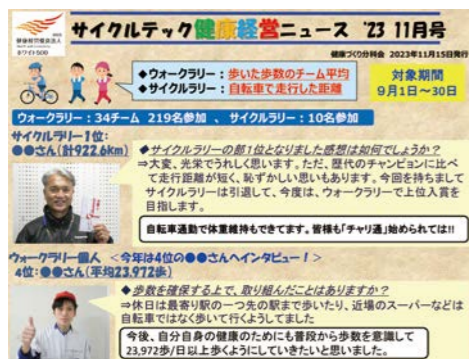 健康経営優良法人
ホワイト500
サイクルテック健康経営ニュース '23 11月号
健康づくり分科会 2023年11月15日発行
◆ウォークラリー：歩いた歩数のチーム平均
◆サイクルラリー：自転車で走行した距離
対象期間
9月1日～30日
ウォークラリー：34チーム 219名参加 、 サイクルラリー：10名参加
サイクルラリー1位：
●●さん(計922.6km)
◆サイクルラリーの部1位となりました感想は如何でしょうか？
⇒大変、光栄でうれしく思います。ただ、歴代のチャンピョンに比べ
て走行距離が短く、恥ずかしい思いもあります。今回を持ちまして
サイクルラリーは引退して、今度は、ウォークラリーで上位入賞を
目指します。
自転車通勤で体重維持もできてます。皆様も「チャリ通」始められては!!
ウォークラリー個人 ＜今年は4位の●●さんへインタビュー！＞
4位：●●さん(平均23,972歩)
◆歩数を確保する上で、取り組んだことはありますか？
⇒休日は最寄り駅の一つ先の駅まで歩いたり、近場のスーパーなどは
自転車ではなく歩いて行くようしてました
今後、自分自身の健康のためにも普段から歩数を意識して
23,972歩/日以上歩くようにしていきたいと思いました。